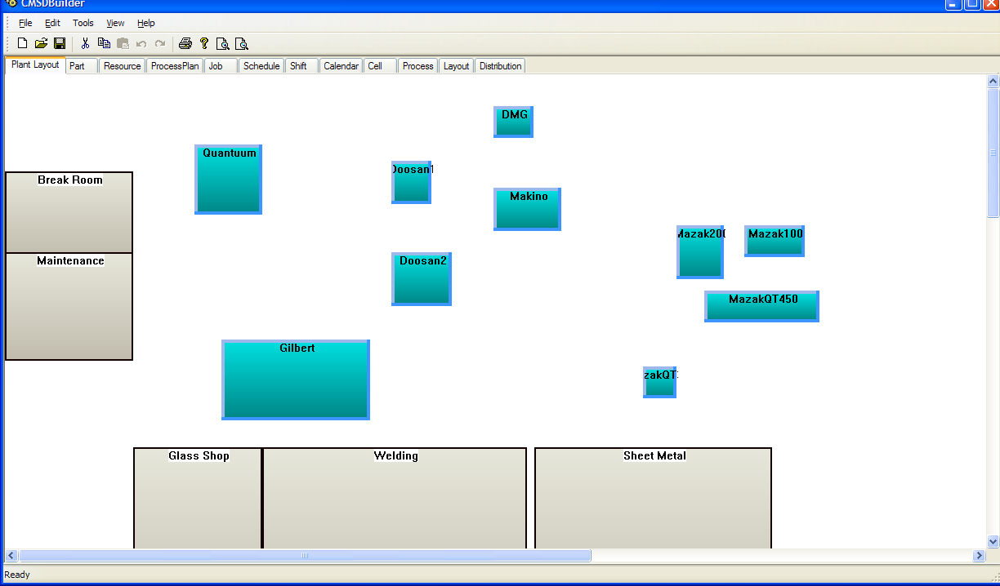 CMSDBuilder
File Edit Tools View Help
Plant Layout Part Resource ProcessPlan Job Schedule Shift Calendar Cell Process Layout Distribution
DMG
Quantuum
Doosan1
Break Room
Makino
Mazak200
Mazak100
Maintenance
Doosan2
MazakQT450
Gilbert
zakQT
Glass Shop
Welding
Sheet Metal
Ready